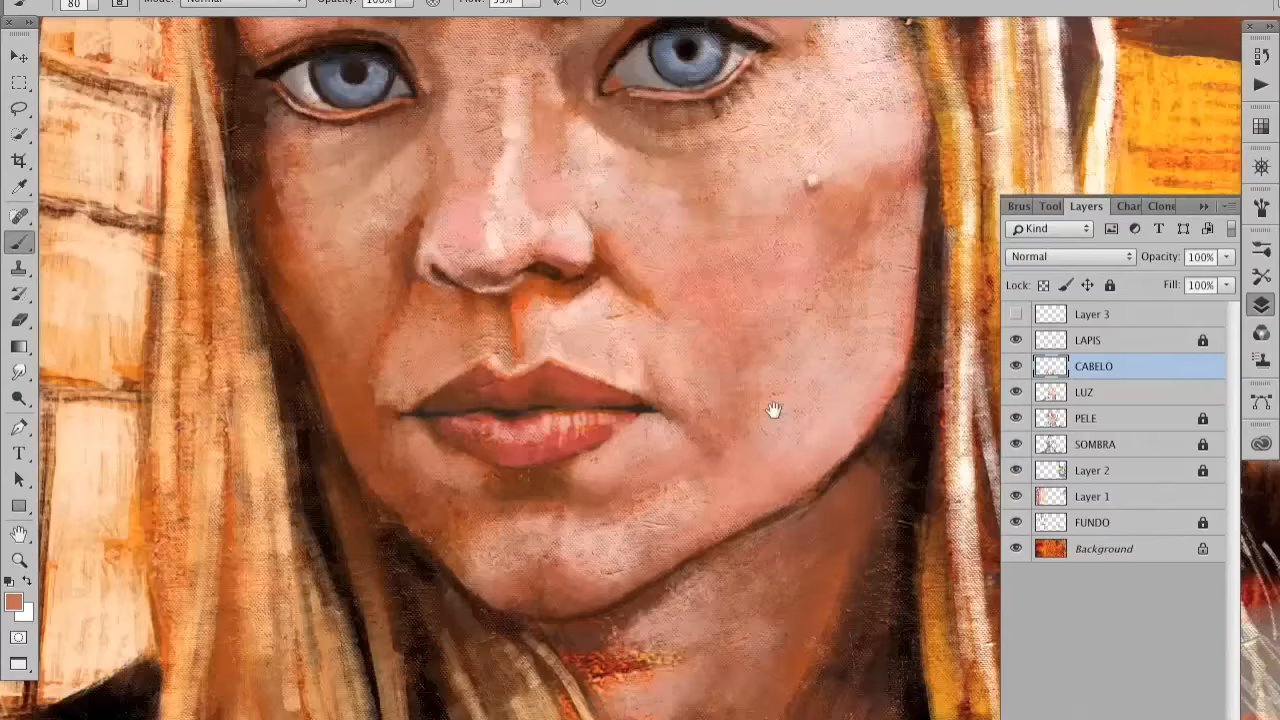 80 Mode: Normal Opacity: 100% Flow: 55%
Brus Tool Layers Char Clone
Kind
Normal Opacity: 100%
Lock: Fill: 100%
Layer 3
LAPIS
CABELO
LUZ
PELE
SOMBRA
Layer 2
Layer 1
FUNDO
Background